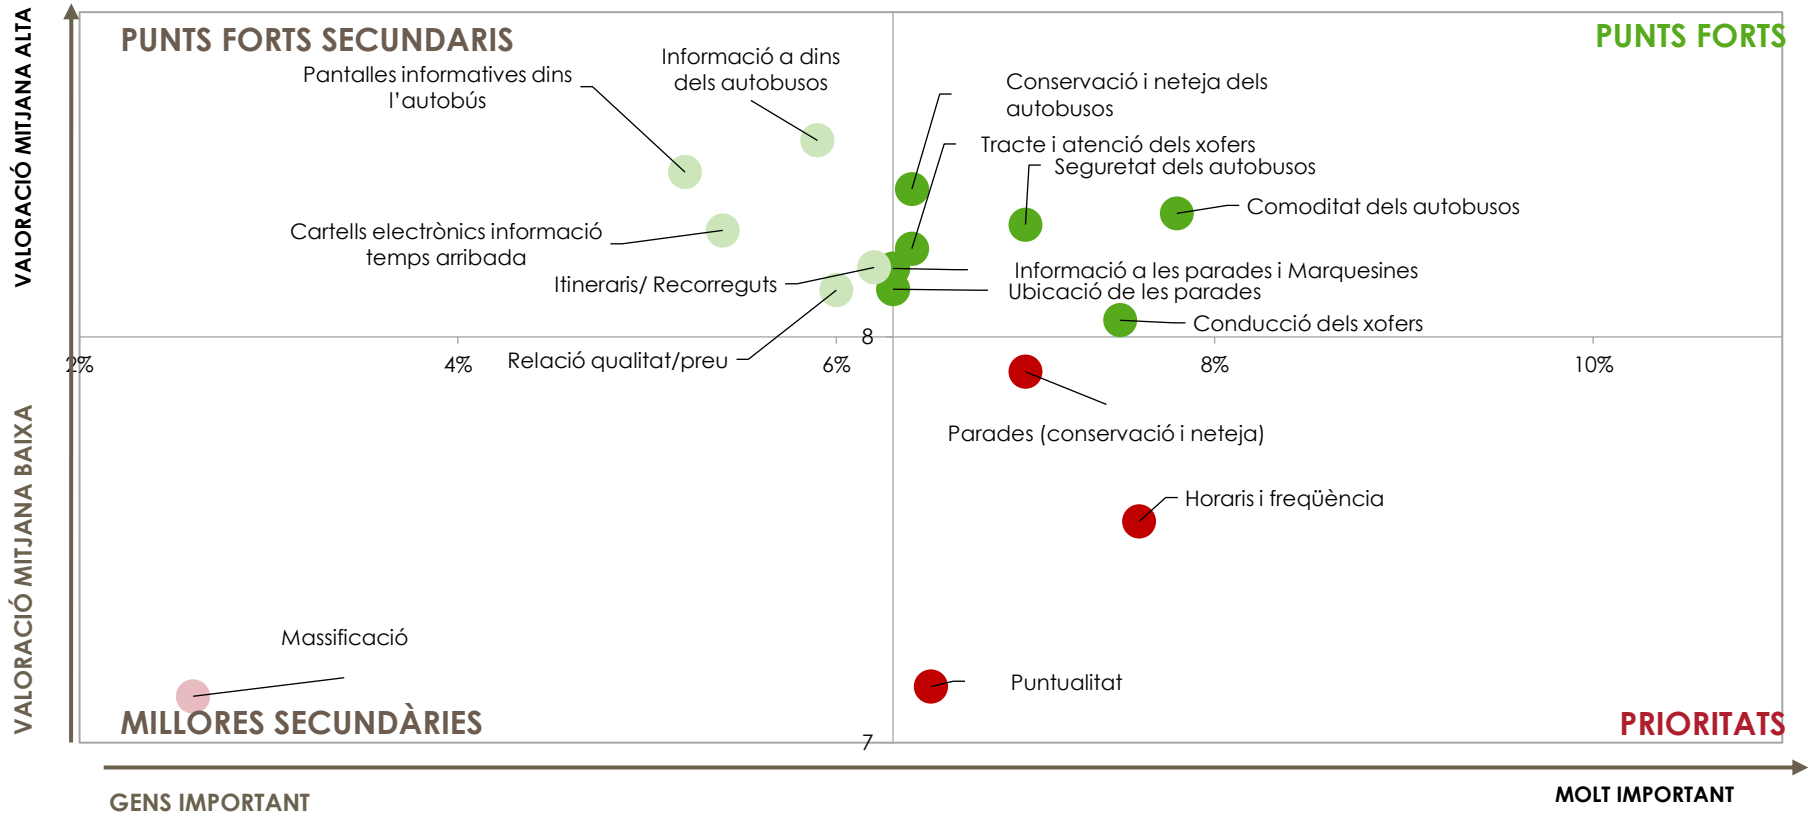 VALORACIÓ MITJANA ALTA
PUNTS FORTS SECUNDARIS
PUNTS FORTS
Informació a dins
dels autobusos
Pantalles informatives dins
l’autobús
Conservació i neteja dels
autobusos
Tracte i atenció dels xofers
Seguretat dels autobusos
Comoditat dels autobusos
Cartells electrònics informació
temps arribada
Itineraris/ Recorreguts
Informació a les parades i Marquesines
Ubicació de les parades
Conducció dels xofers
8
Relació qualitat/preu
2%
4%
6%
8%
10%
VALORACIÓ MITJANA BAIXA
Parades (conservació i neteja)
Horaris i freqüència
Massificació
Puntualitat
MILLORES SECUNDÀRIES
PRIORITATS
7
GENS IMPORTANT
MOLT IMPORTANT